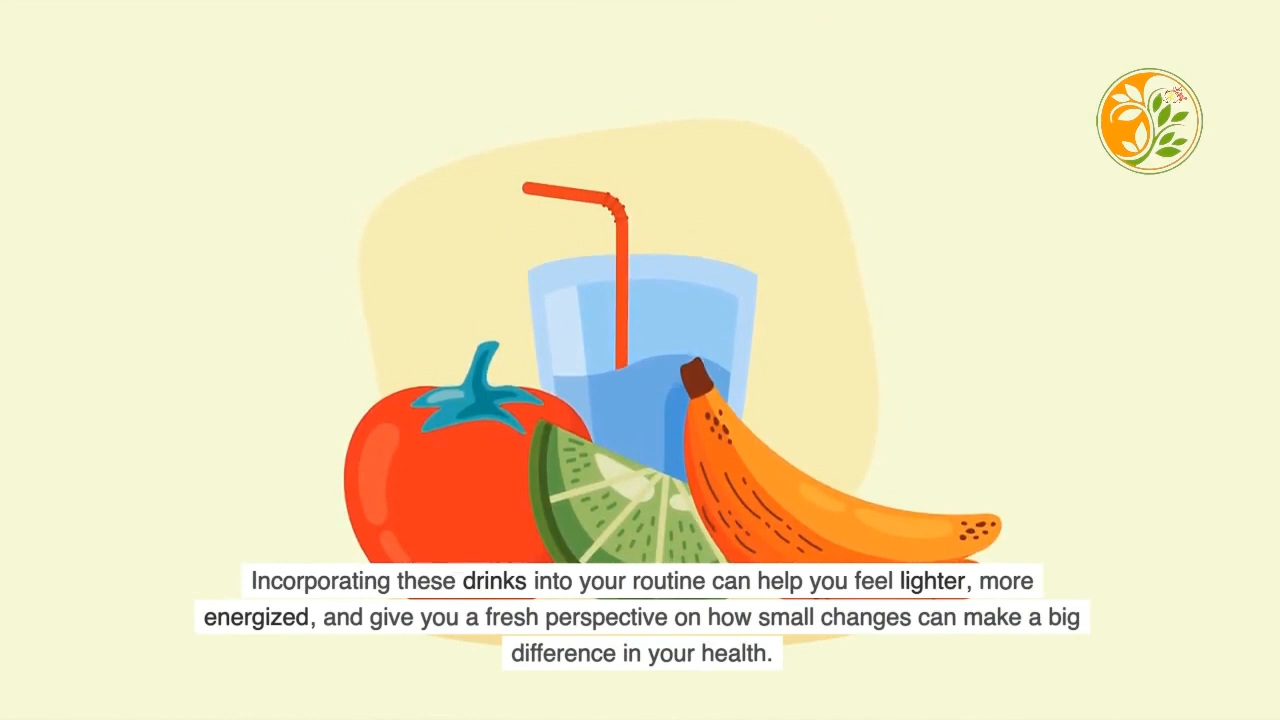 Incorporating these drinks into your routine can help you feel lighter, more
energized, and give you a fresh perspective on how small changes can make a big
difference in your health.